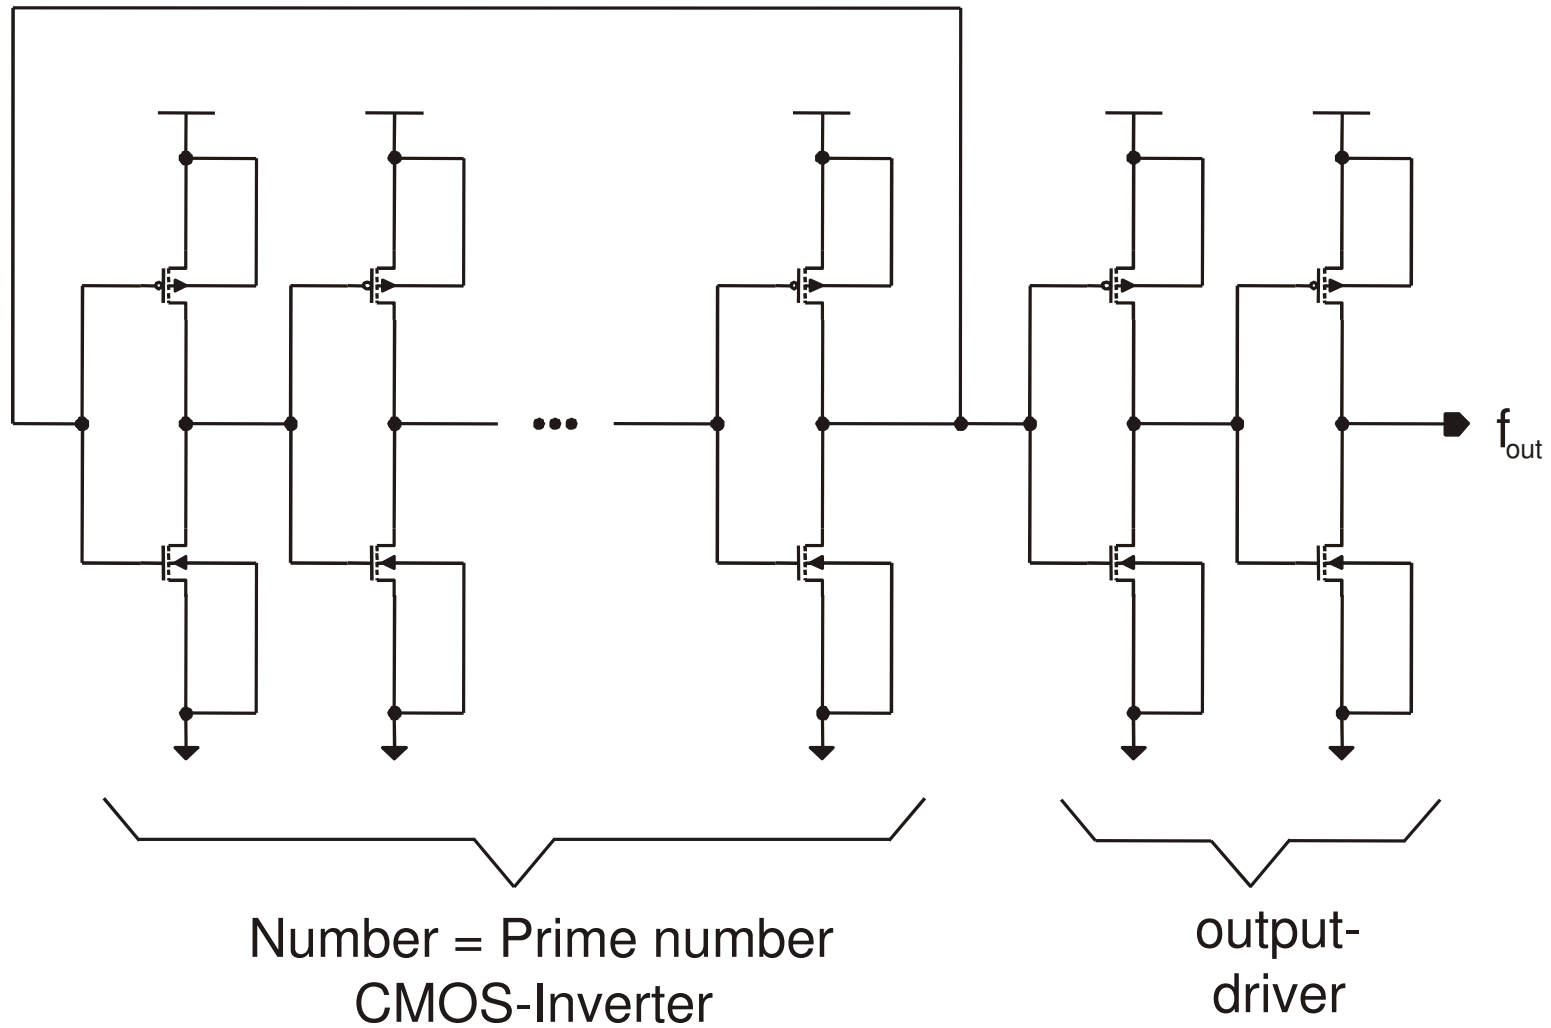 f_out
Number = Prime number
CMOS-Inverter
output-
driver